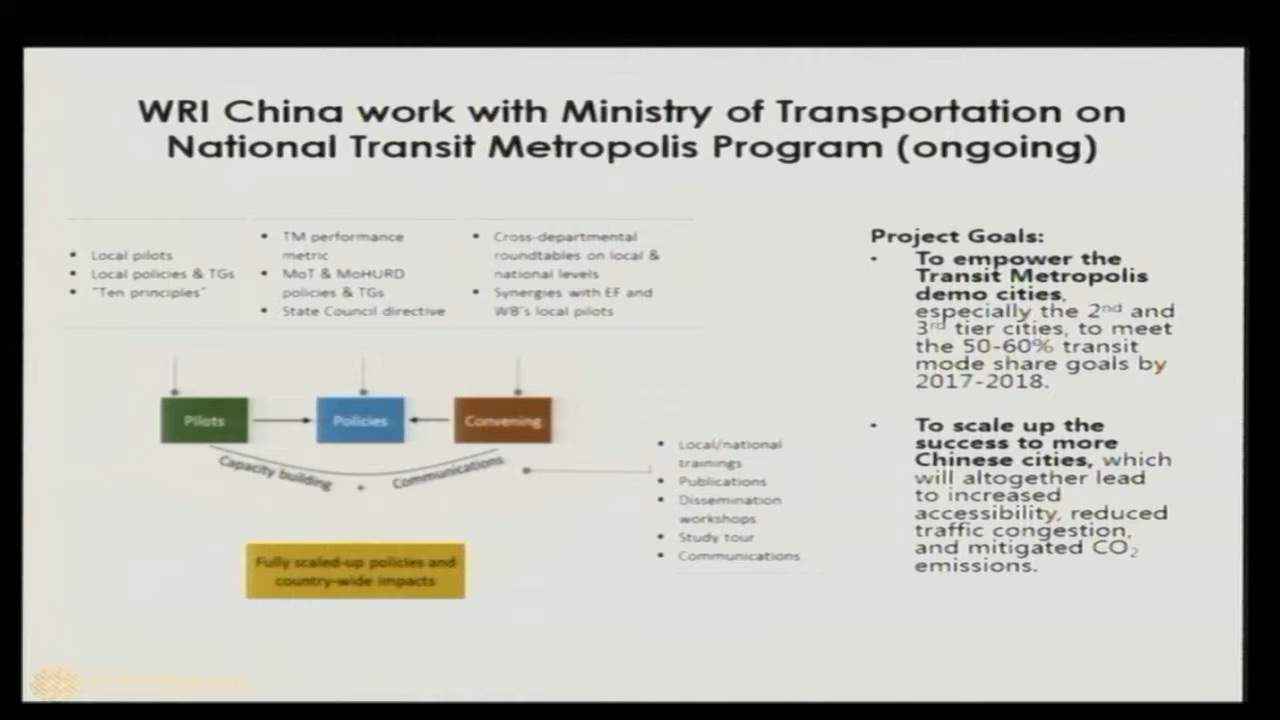 WRI China work with Ministry of Transportation on
National Transit Metropolis Program (ongoing)
• Local pilots
• Local policies & TGs
• "Ten principles"
• TM performance
metric
• MoT & MoHURD
policies & TGs
• State Council directive
• Cross-departmental
roundtables on local &
national levels
• Synergies with EF and
WB's local pilots
Pilots
Policies
Convening
Capacity building
+
Communications
• Local/national
trainings
• Publications
• Dissemination
workshops
• Study tour
• Communications
Fully scaled-up policies and
country-wide impacts
Project Goals:
• To empower the
Transit Metropolis
demo cities,
especially the 2nd and
3rd tier cities, to meet
the 50-60% transit
mode share goals by
2017-2018.
• To scale up the
success to more
Chinese cities, which
will altogether lead
to increased
accessibility, reduced
traffic congestion,
and mitigated CO2
emissions.